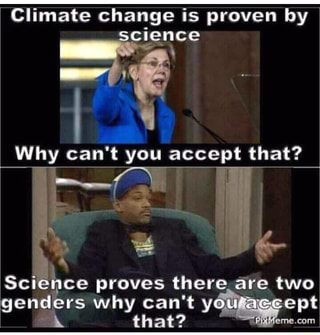 Climate change is proven by
science
Why can't you accept that?
Science proves there are two
genders why can't you accept
that?
PixMeme.com